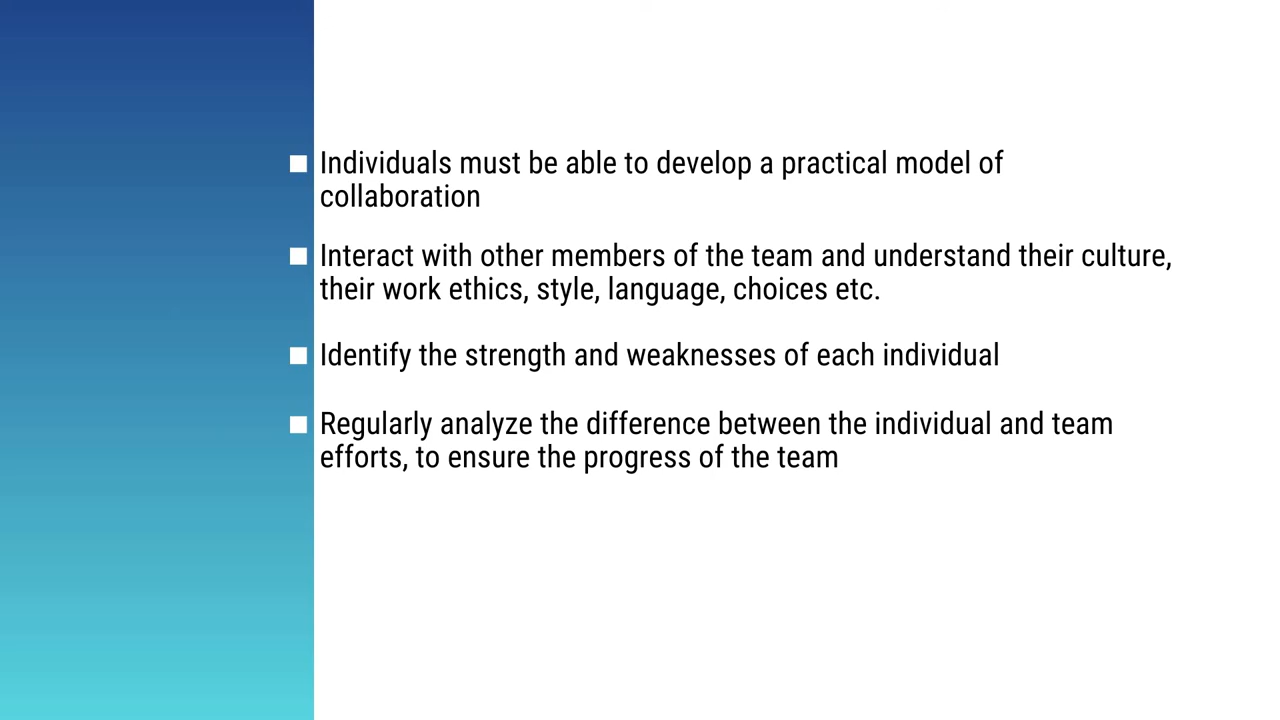 Individuals must be able to develop a practical model of
collaboration
Interact with other members of the team and understand their culture,
their work ethics, style, language, choices etc.
Identify the strength and weaknesses of each individual
Regularly analyze the difference between the individual and team
efforts, to ensure the progress of the team